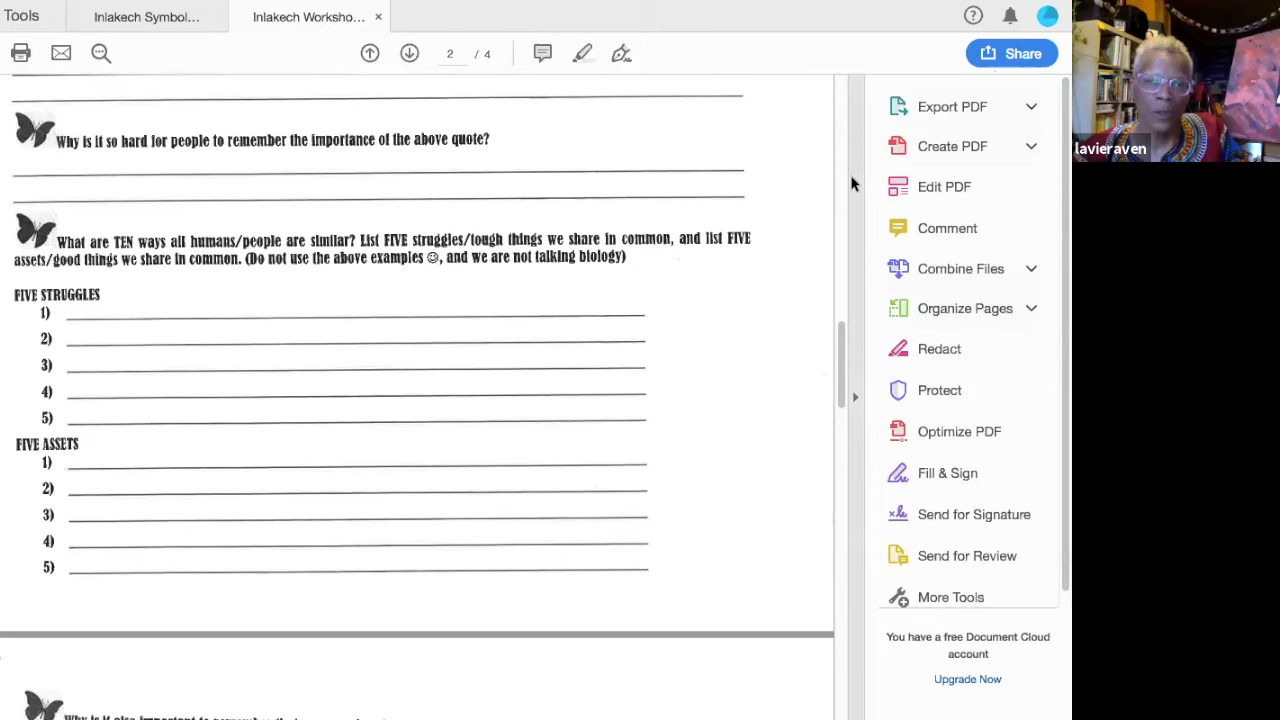 Tools
Inlakech Symbol...
Inlakech Worksho... ×
2 / 4
Share
Why is it so hard for people to remember the importance of the above quote?
What are TEN ways all humans/people are similar? List FIVE struggles/tough things we share in common, and list FIVE
assets/good things we share in common. (Do not use the above examples ☺, and we are not talking biology)
FIVE STRUGGLES
1)
2)
3)
4)
5)
FIVE ASSETS
1)
2)
3)
4)
5)
Export PDF
Create PDF
Edit PDF
Comment
Combine Files
Organize Pages
Redact
Protect
Optimize PDF
Fill & Sign
Send for Signature
Send for Review
More Tools
You have a free Document Cloud
account
Upgrade Now
lavieraven